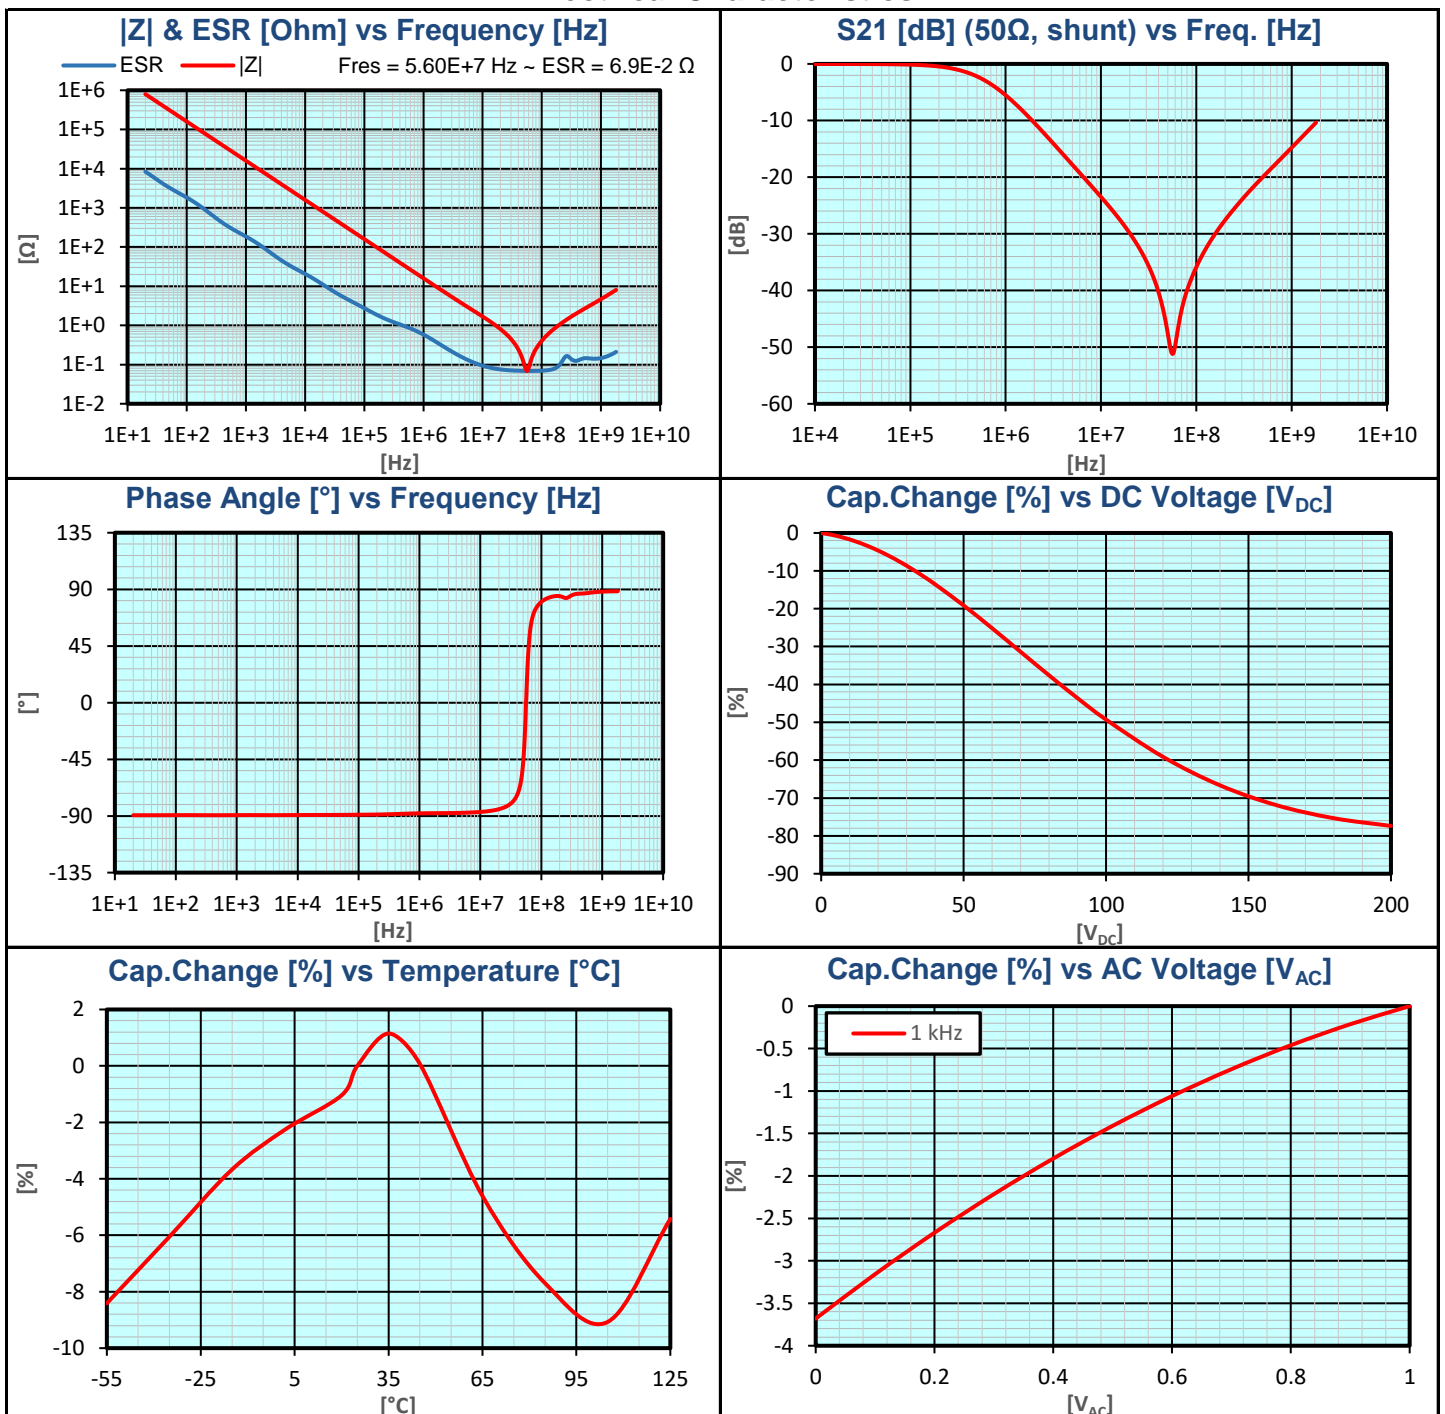 |Z| & ESR [Ohm] vs Frequency [Hz]
ESR |Z| Fres = 5.60E+7 Hz ~ ESR = 6.9E-2 Ω
1E+6
1E+5
1E+4
1E+3
1E+2
1E+1
1E+0
1E-1
1E-2
[Ω]
1E+1 1E+2 1E+3 1E+4 1E+5 1E+6 1E+7 1E+8 1E+9 1E+10
[Hz]
S21 [dB] (50Ω, shunt) vs Freq. [Hz]
0
-10
-20
-30
-40
-50
-60
[dB]
1E+4 1E+5 1E+6 1E+7 1E+8 1E+9 1E+10
[Hz]
Phase Angle [°] vs Frequency [Hz]
135
90
45
0
-45
-90
-135
[°]
1E+1 1E+2 1E+3 1E+4 1E+5 1E+6 1E+7 1E+8 1E+9 1E+10
[Hz]
Cap.Change [%] vs DC Voltage [VDC]
0
-10
-20
-30
-40
-50
-60
-70
-80
-90
[%]
0 50 100 150 200
[VDC]
Cap.Change [%] vs Temperature [°C]
2
0
-2
-4
-6
-8
-10
[%]
-55 -25 5 35 65 95 125
[°C]
Cap.Change [%] vs AC Voltage [VAC]
1 kHz
0
-0.5
-1
-1.5
-2
-2.5
-3
-3.5
-4
[%]
0 0.2 0.4 0.6 0.8 1
[VAC]